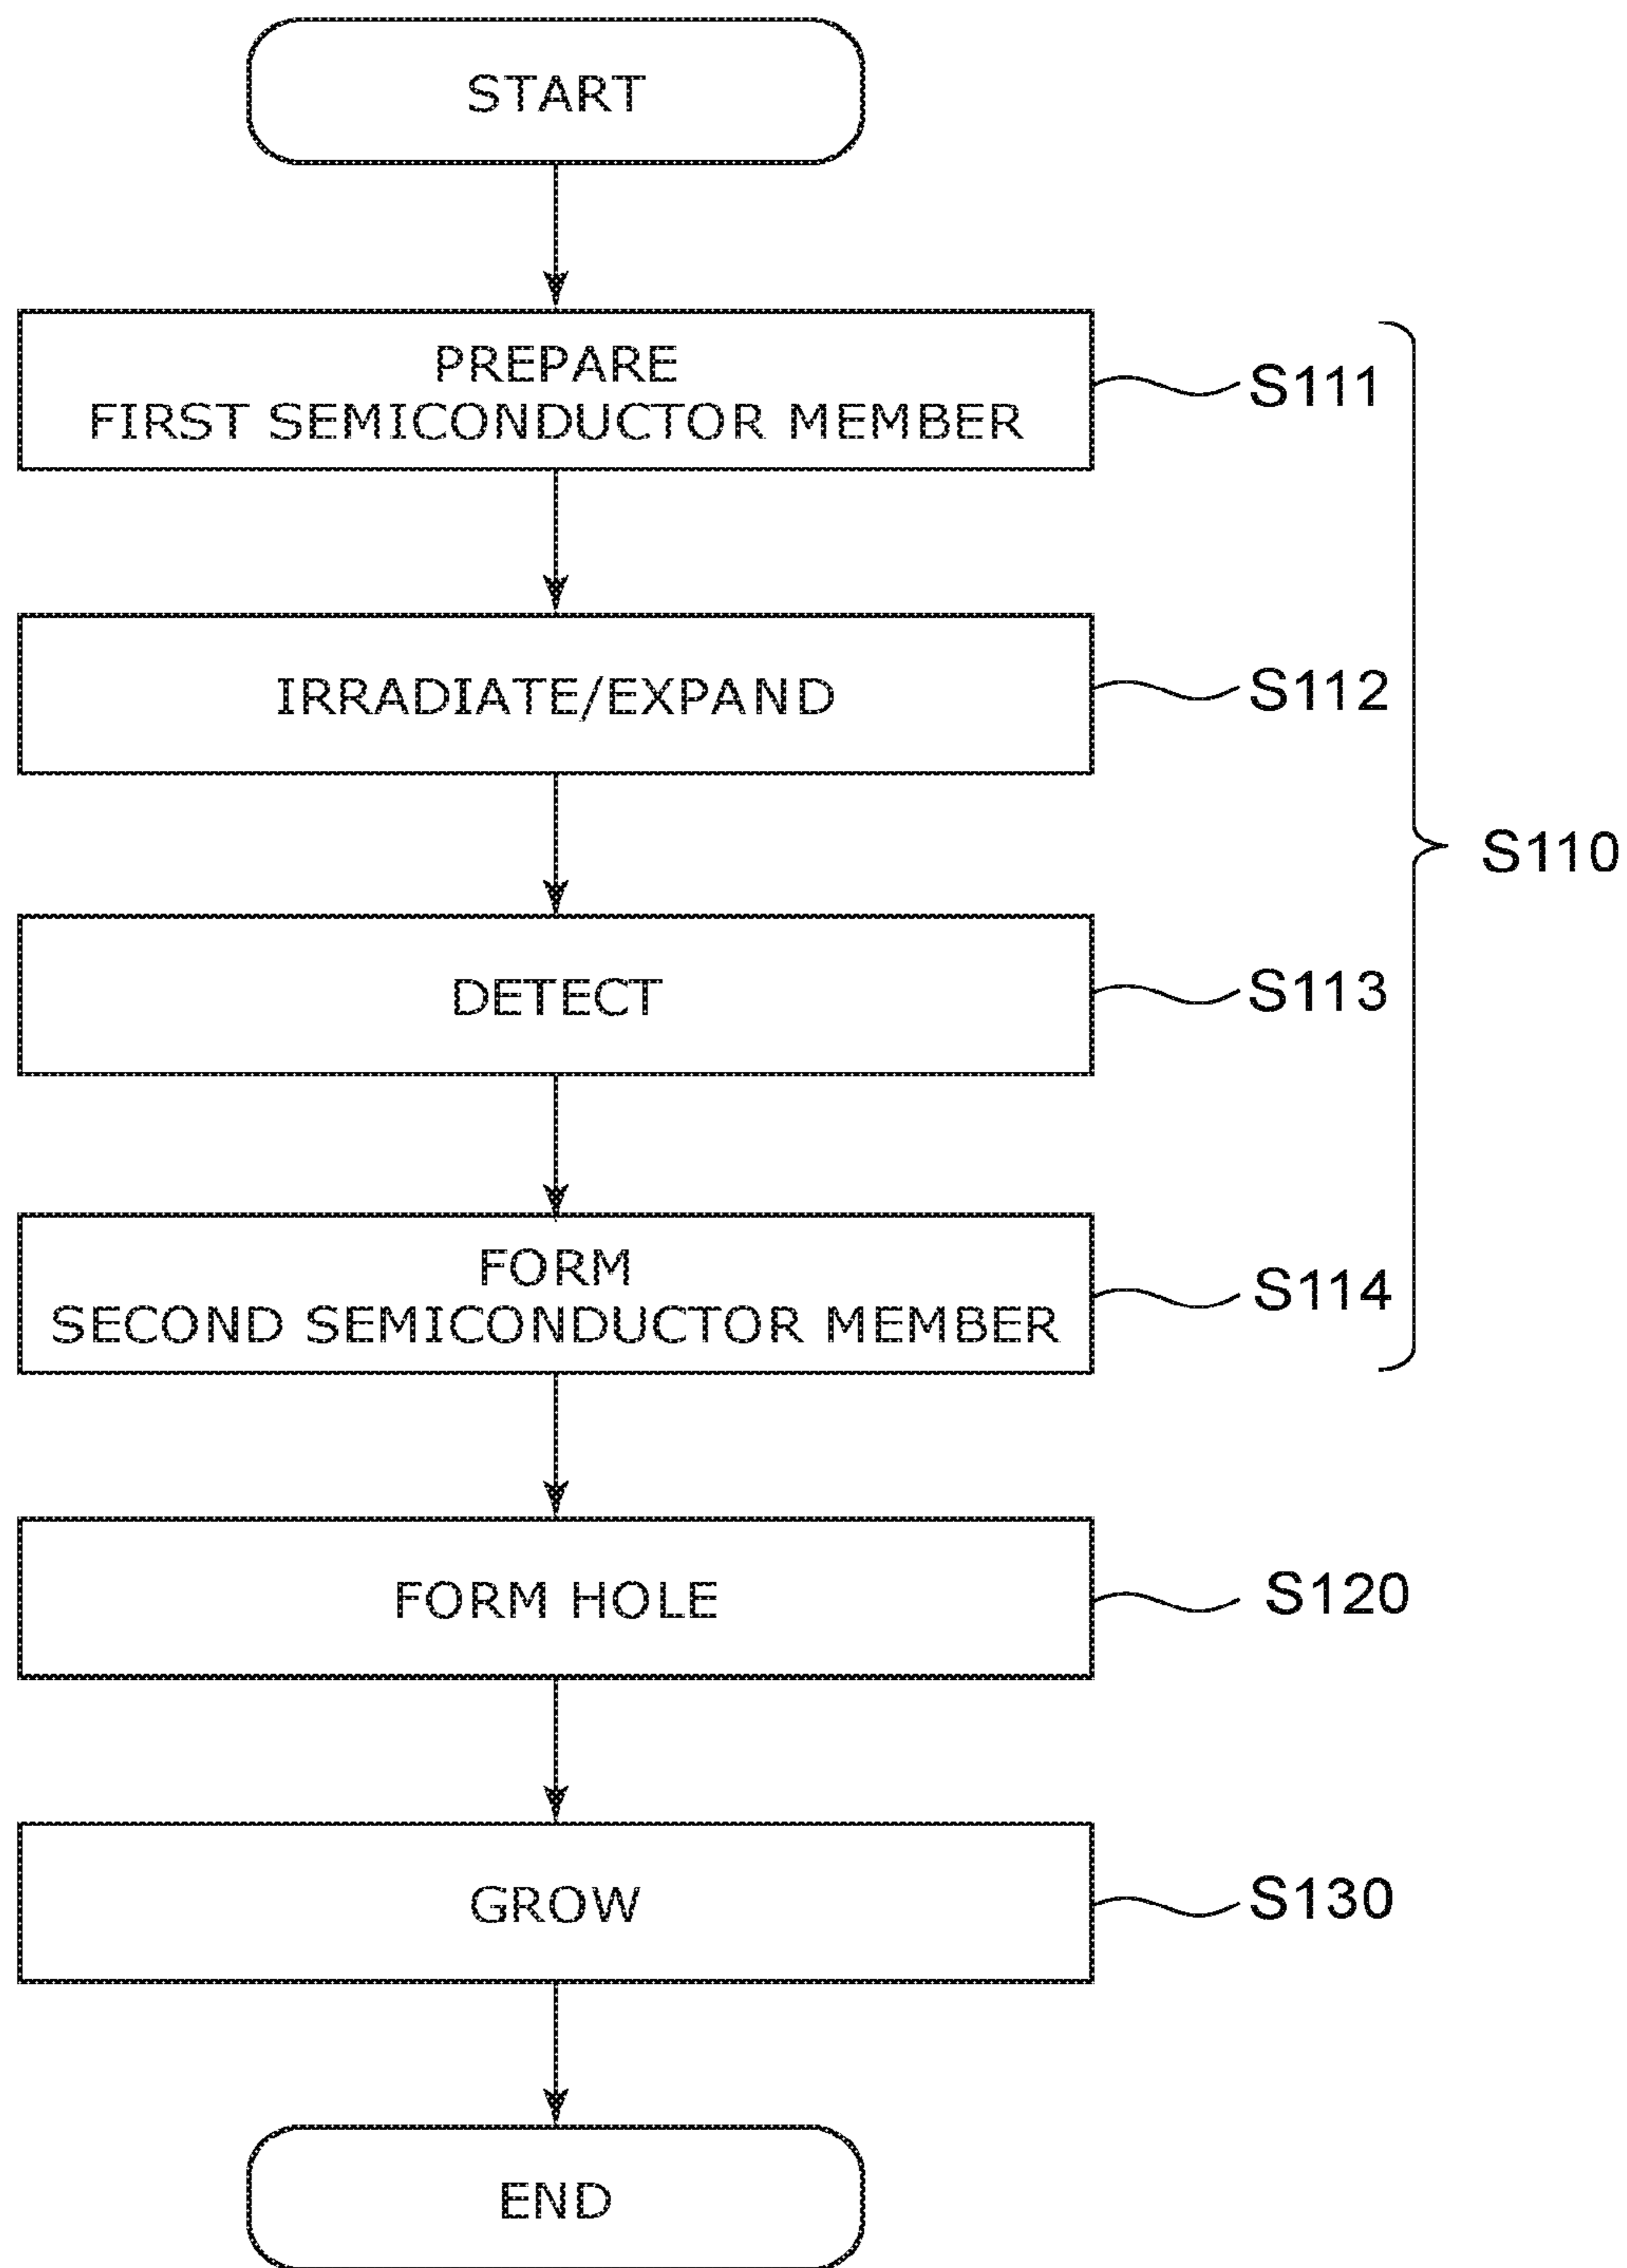 START
PREPARE
FIRST SEMICONDUCTOR MEMBER
S111
IRRADIATE/EXPAND
S112
S110
DETECT
S113
FORM
SECOND SEMICONDUCTOR MEMBER
S114
FORM HOLE
S120
GROW
S130
END